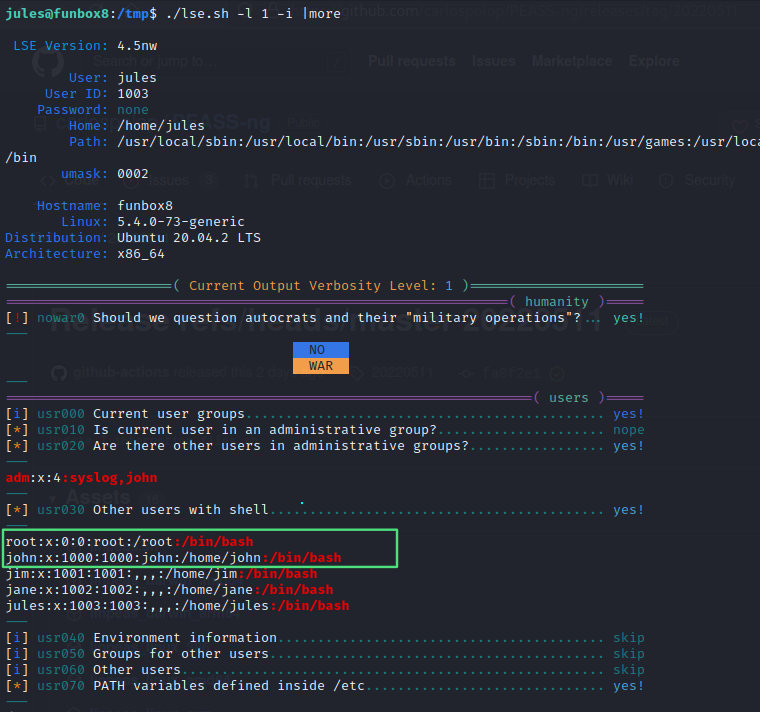 jules@funbox8:/tmp$ ./lse.sh -l 1 -i |more
LSE Version: 4.5nw
User: jules
User ID: 1003
Password: none
Home: /home/jules
Path: /usr/local/sbin:/usr/local/bin:/usr/sbin:/usr/bin:/sbin:/bin:/usr/games:/usr/loca
/bin
umask: 0002
Hostname: funbox8
Linux: 5.4.0-73-generic
Distribution: Ubuntu 20.04.2 LTS
Architecture: x86_64
=====================( Current Output Verbosity Level: 1 )======================
===============================================================( humanity )=====
[!] nowar0 Should we question autocrats and their "military operations"?... yes!
---
NO
WAR
---
==================================================================( users )=====
[i] usr000 Current user groups............................................. yes!
[*] usr010 Is current user in an administrative group?..................... nope
[*] usr020 Are there other users in administrative groups?................. yes!
---
adm:x:4:syslog,john
---
[*] usr030 Other users with shell.......................................... yes!
---
root:x:0:0:root:/root:/bin/bash
john:x:1000:1000:john:/home/john:/bin/bash
jim:x:1001:1001:,,,:/home/jim:/bin/bash
jane:x:1002:1002:,,,:/home/jane:/bin/bash
jules:x:1003:1003:,,,:/home/jules:/bin/bash
---
[i] usr040 Environment information......................................... skip
[i] usr050 Groups for other users.......................................... skip
[i] usr060 Other users..................................................... skip
[*] usr070 PATH variables defined inside /etc.............................. yes!
---